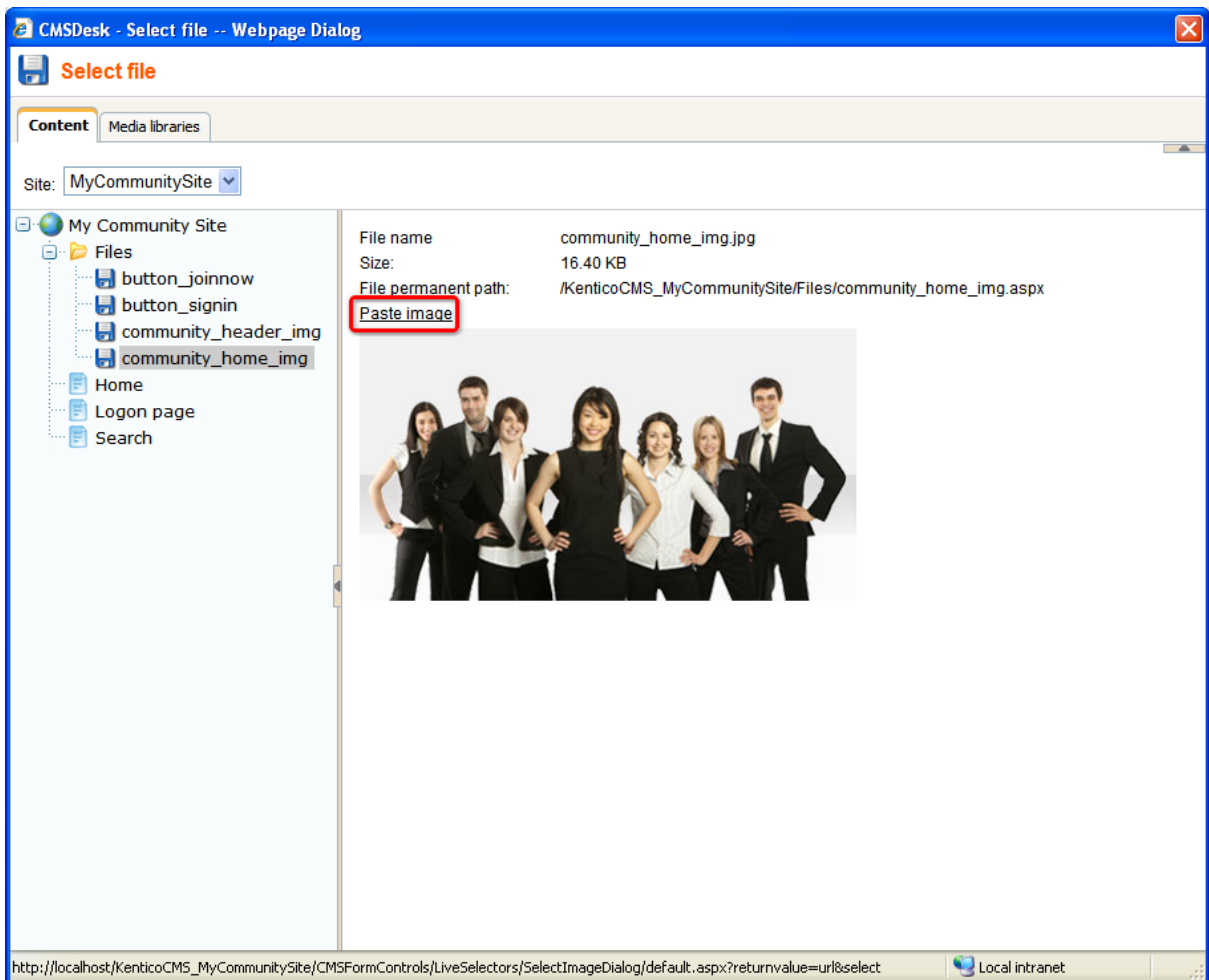 CMSDesk - Select file -- Webpage Dialog
Select file
Content
Media libraries
Site: MyCommunitySite
My Community Site
Files
button_joinnow
button_signin
community_header_img
community_home_img
Home
Logon page
Search
File name community_home_img.jpg
Size: 16.40 KB
File permanent path: /KenticoCMS_MyCommunitySite/Files/community_home_img.aspx
Paste image
http://localhost/KenticoCMS_MyCommunitySite/CMSFormControls/LiveSelectors/SelectImageDialog/default.aspx?returnvalue=url&select
Local intranet